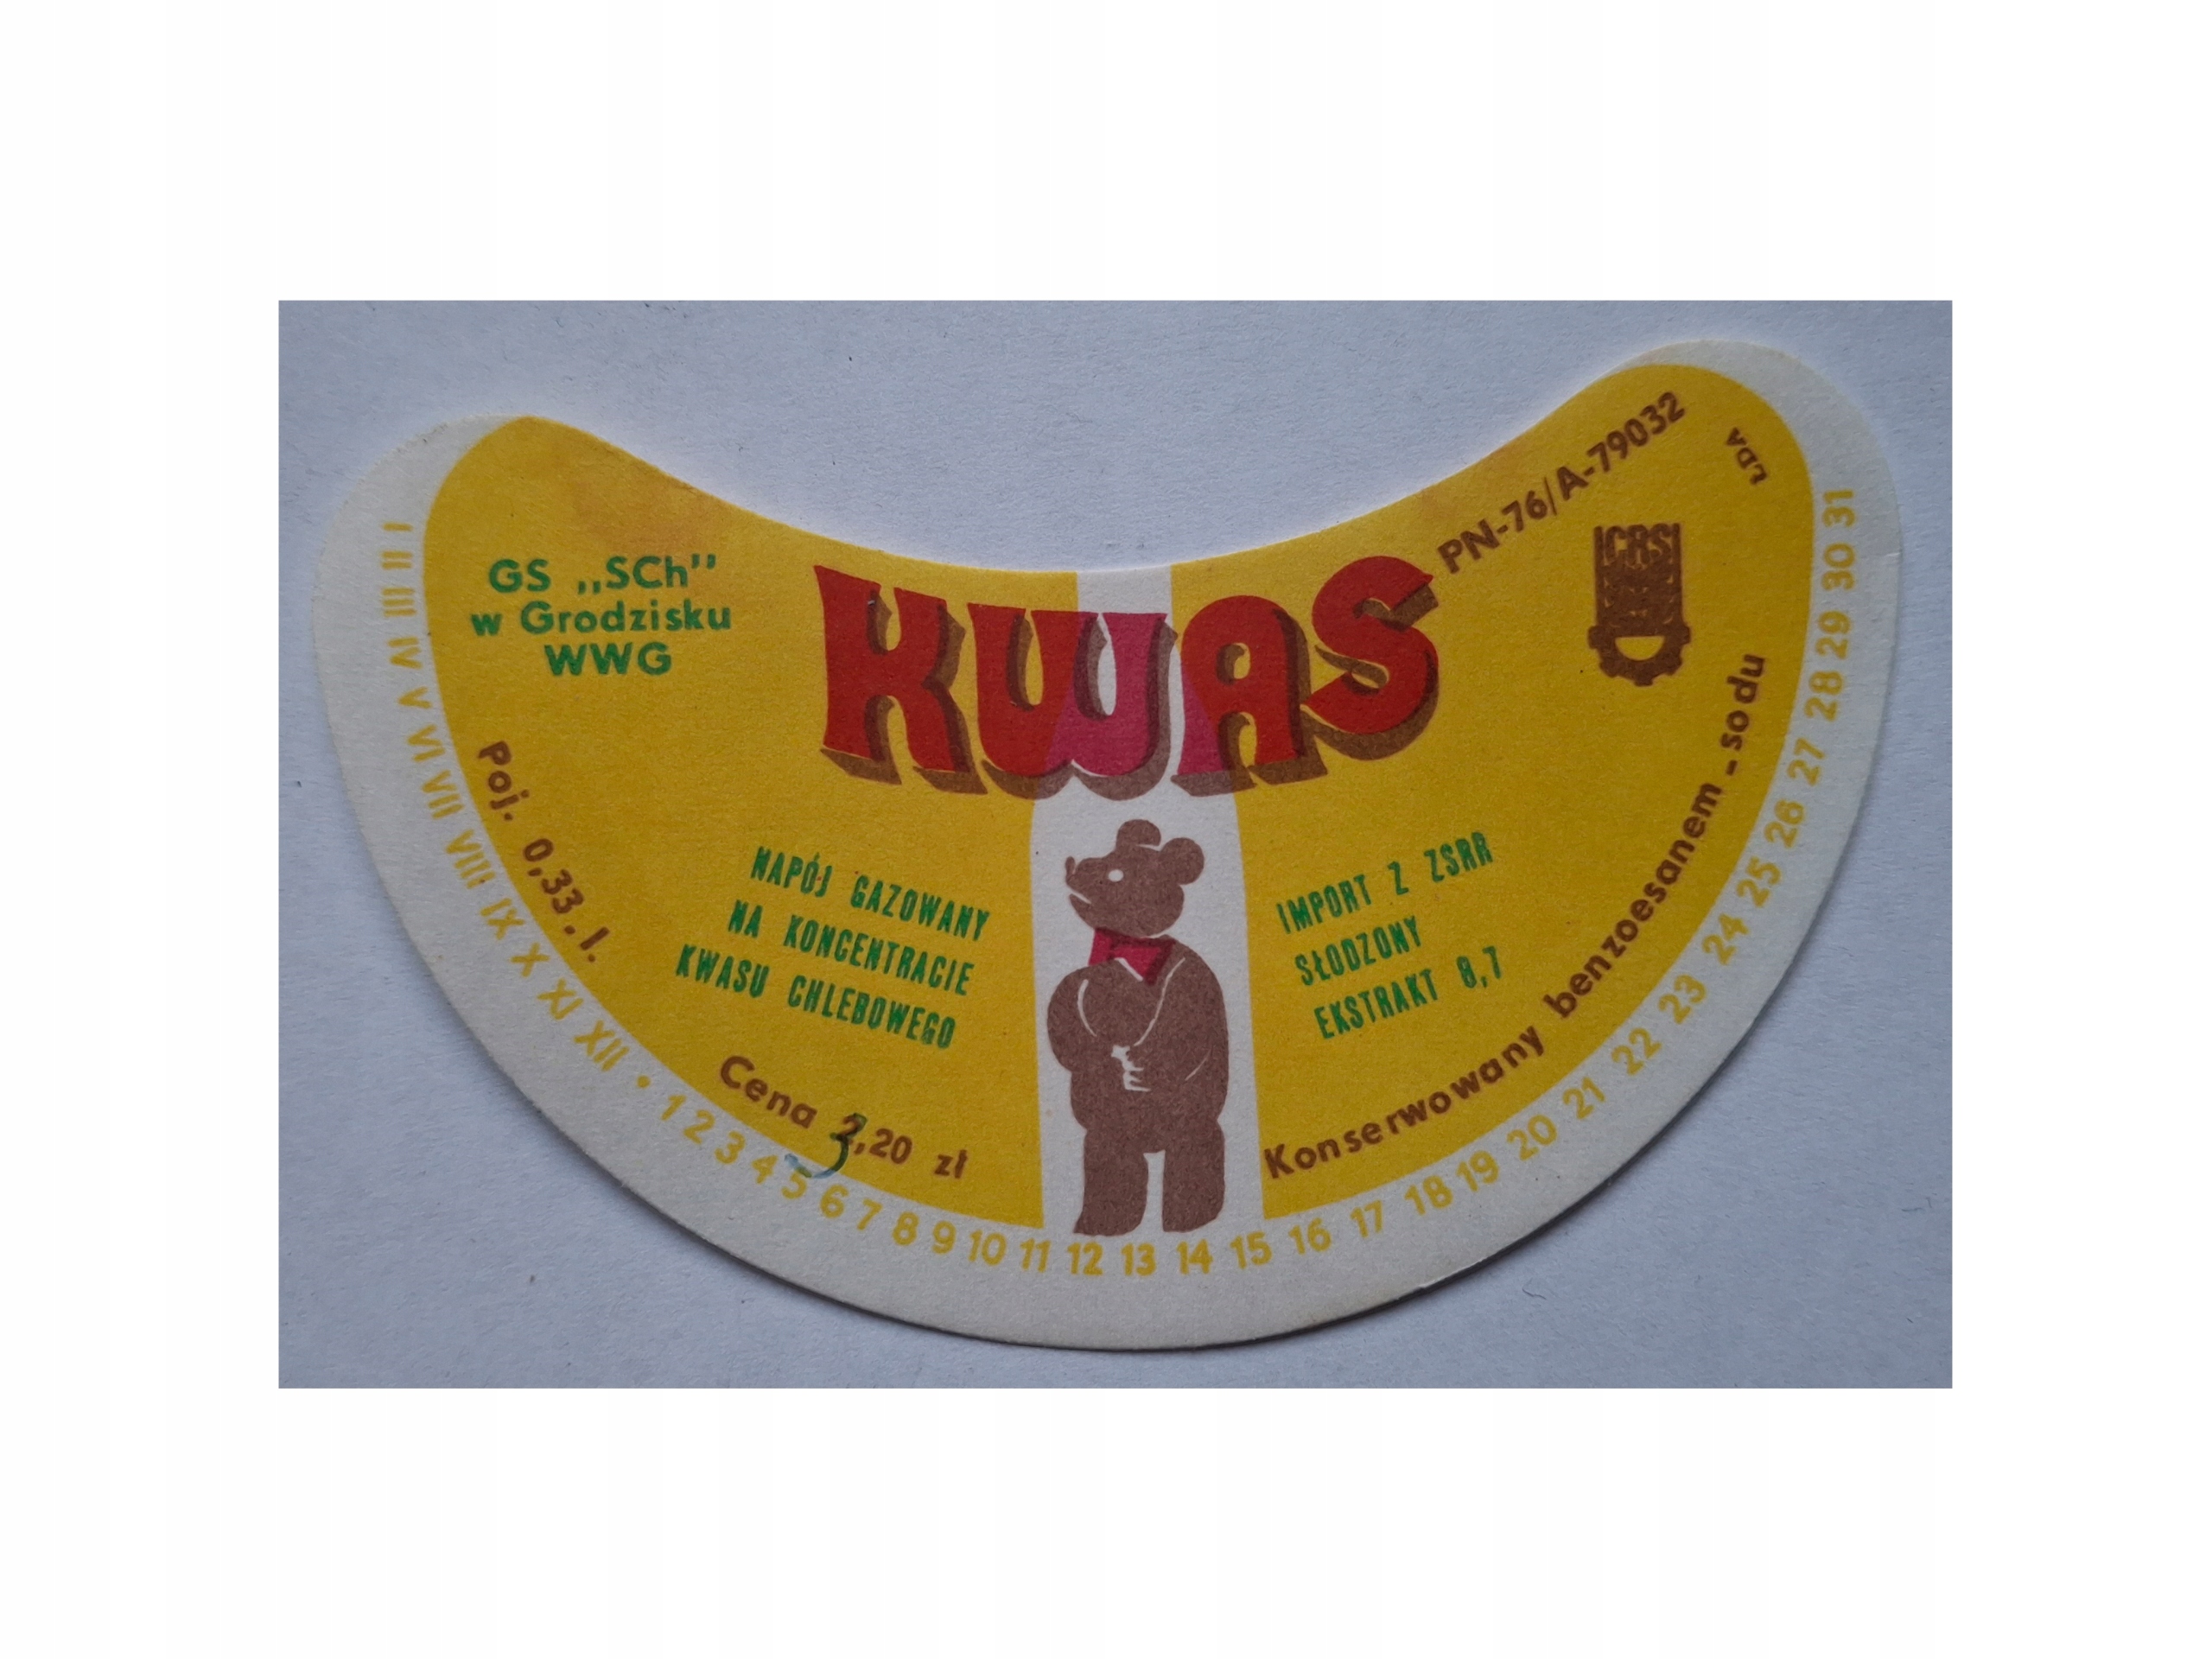 GS „SCh”
w Grodzisku
WWG
KWAS
PN-76/A-79032
ŁDA
CRS
Poj. 0,33.l.
NAPÓJ GAZOWANY
NA KONCENTRACIE
KWASU CHLEBOWEGO
IMPORT Z ZSRR
SŁODZONY
EKSTRAKT 8,7
Cena 3,20 zł
Konserwowany benzoesanem-sodu
I II III IV V VI VII VIII IX X XI XII • 1 2 3 4 5 6 7 8 9 10 11 12 13 14 15 16 17 18 19 20 21 22 23 24 25 26 27 28 29 30 31